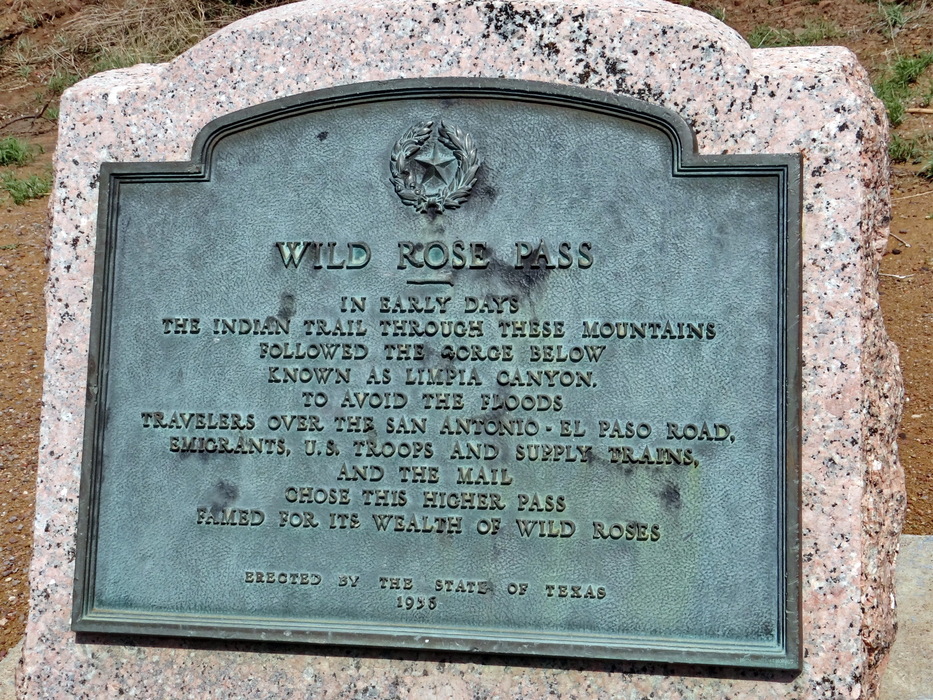 WILD ROSE PASS
IN EARLY DAYS
THE INDIAN TRAIL THROUGH THESE MOUNTAINS
FOLLOWED THE GORGE BELOW
KNOWN AS LIMPIA CANYON.
TO AVOID THE FLOODS
TRAVELERS OVER THE SAN ANTONIO-EL PASO ROAD,
EMIGRANTS, U.S. TROOPS AND SUPPLY TRAINS,
AND THE MAIL
CHOSE THIS HIGHER PASS
FAMED FOR ITS WEALTH OF WILD ROSES
ERECTED BY THE STATE OF TEXAS
1936